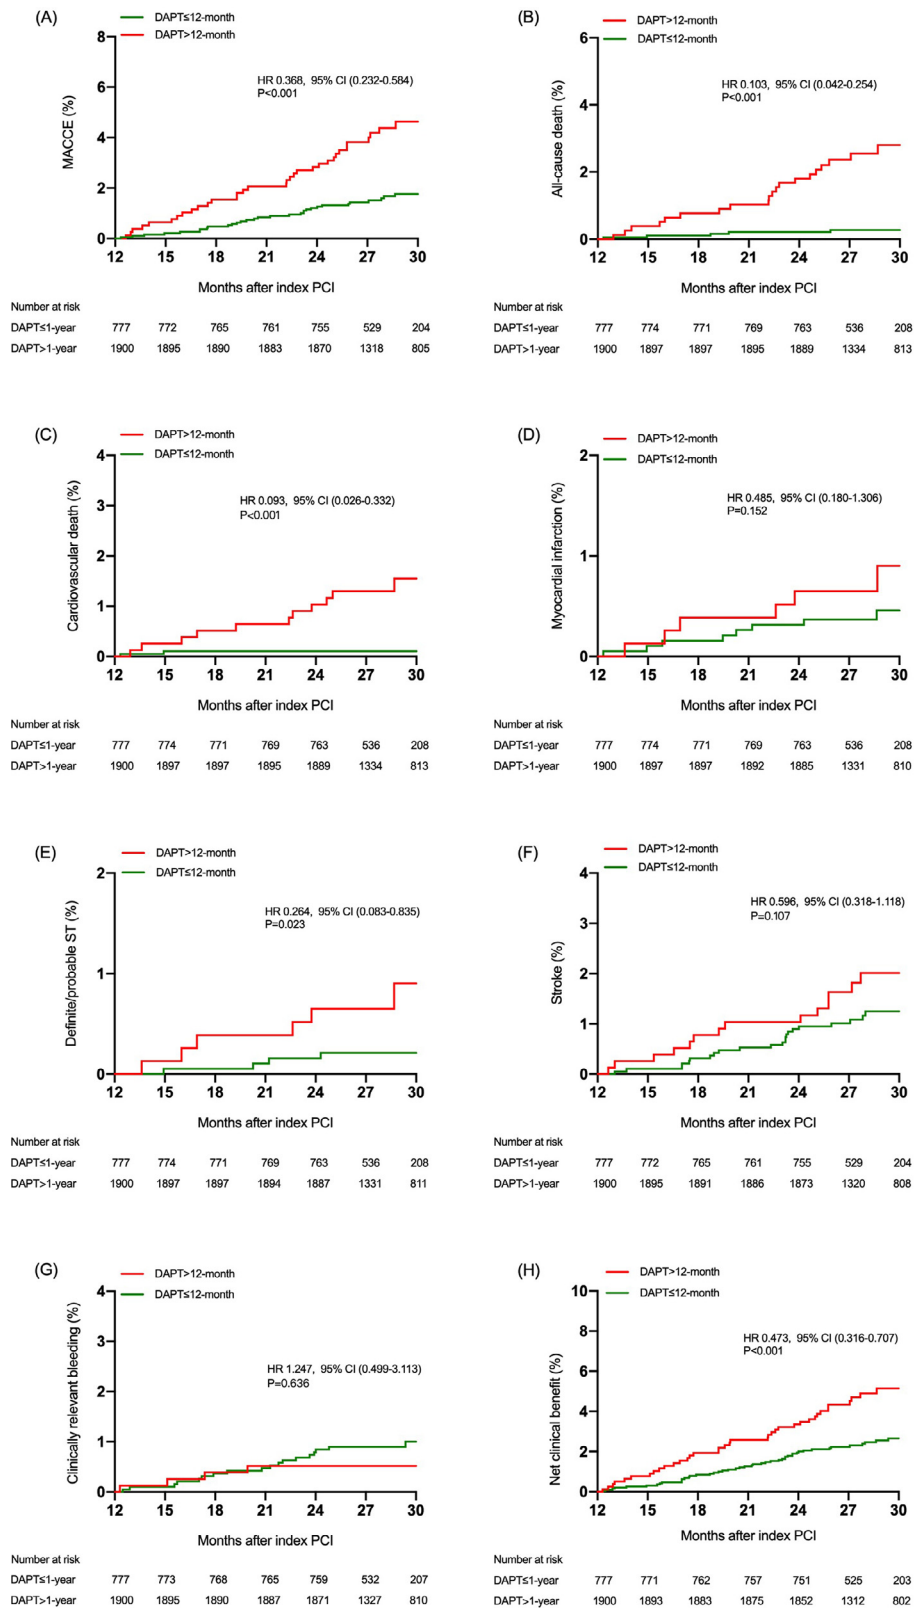 (A)
DAPT≤12-month
DAPT>12-month
8
6
4
2
0
MACCE (%)
HR 0.368, 95% CI (0.232-0.584)
P<0.001
12 15 18 21 24 27 30
Months after index PCI
Number at risk
DAPT≤1-year 777 772 765 761 755 529 204
DAPT>1-year 1900 1895 1890 1883 1870 1318 805
(B)
DAPT>12-month
DAPT≤12-month
6
4
2
0
All-cause death (%)
HR 0.103, 95% CI (0.042-0.254)
P<0.001
12 15 18 21 24 27 30
Months after index PCI
Number at risk
DAPT≤1-year 777 774 771 769 763 536 208
DAPT>1-year 1900 1897 1897 1895 1889 1334 813
(C)
DAPT>12-month
DAPT≤12-month
4
3
2
1
0
Cardiovascular death (%)
HR 0.093, 95% CI (0.026-0.332)
P<0.001
12 15 18 21 24 27 30
Months after index PCI
Number at risk
DAPT≤1-year 777 774 771 769 763 536 208
DAPT>1-year 1900 1897 1897 1895 1889 1334 813
(D)
DAPT>12-month
DAPT≤12-month
2
1
0
Myocardial infarction (%)
HR 0.485, 95% CI (0.180-1.306)
P=0.152
12 15 18 21 24 27 30
Months after index PCI
Number at risk
DAPT≤1-year 777 774 771 769 763 536 208
DAPT>1-year 1900 1897 1897 1892 1885 1331 810
(E)
DAPT>12-month
DAPT≤12-month
2
1
0
Definite/probable ST (%)
HR 0.264, 95% CI (0.083-0.835)
P=0.023
12 15 18 21 24 27 30
Months after index PCI
Number at risk
DAPT≤1-year 777 774 771 769 763 536 208
DAPT>1-year 1900 1897 1897 1894 1887 1331 811
(F)
DAPT>12-month
DAPT≤12-month
4
3
2
1
0
Stroke (%)
HR 0.596, 95% CI (0.318-1.118)
P=0.107
12 15 18 21 24 27 30
Months after index PCI
Number at risk
DAPT≤1-year 777 772 765 761 755 529 204
DAPT>1-year 1900 1895 1891 1886 1873 1320 808
(G)
DAPT>12-month
DAPT≤12-month
4
3
2
1
0
Clinically relevant bleeding (%)
HR 1.247, 95% CI (0.499-3.113)
P=0.636
12 15 18 21 24 27 30
Months after index PCI
Number at risk
DAPT≤1-year 777 773 768 765 759 532 207
DAPT>1-year 1900 1895 1890 1887 1871 1327 810
(H)
DAPT>12-month
DAPT≤12-month
10
8
6
4
2
0
Net clinical benefit (%)
HR 0.473, 95% CI (0.316-0.707)
P<0.001
12 15 18 21 24 27 30
Months after index PCI
Number at risk
DAPT≤1-year 777 771 762 757 751 525 203
DAPT>1-year 1900 1893 1883 1875 1852 1312 802